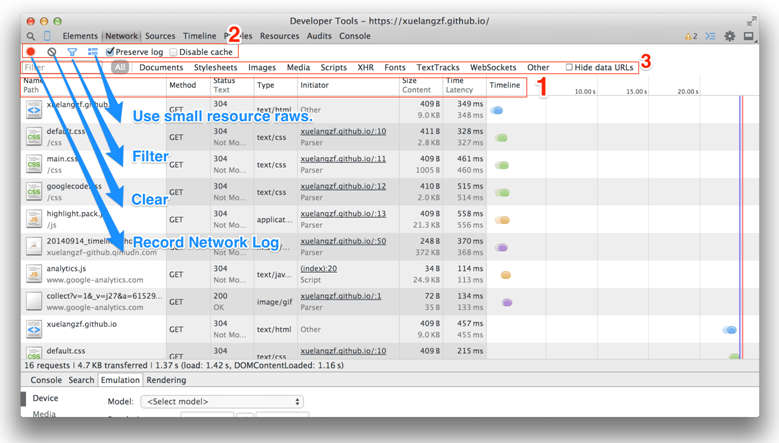 Developer Tools - https://xuelangzf.github.io/
Elements Network Sources Timeline Resources Audits Console 2
2
Preserve log Disable cache
3
Filter All Documents Stylesheets Images Media Scripts XHR Fonts TextTracks WebSockets Other Hide data URLs
Name Path Method Status Text Type Initiator Size Content Time Latency Timeline
1
10.00 s 15.00 s 20.00 s
xuelangzf.github. GET 304 text/html Other 409 B 349 ms
Not Mo... 9.0 KB 348 ms
Use small resource raws.
default.css GET 304 text/css xuelangzf.github.io/:10 411 B 328 ms
/css Not Mo... Parser 2.8 KB 327 ms
Filter
main.css GET 304 text/css xuelangzf.github.io/:11 409 B 461 ms
/css Not Mo... Parser 1005 B 460 ms
Clear
googlecode.css GET 304 text/css xuelangzf.github.io/:12 410 B 515 ms
/css Not Mo... Parser 2.0 KB 514 ms
highlight.pack.j GET 304 applicat... xuelangzf.github.io/:13 409 B 558 ms
/js Not Mo... Parser 21.3 KB 556 ms
Record Network Log
20140914_timeli GET 304 xuelangzf.github.io/:50 248 B 370 ms
xuelangzf-github.qiniudn.com Not Mo... Parser 372 KB 368 ms
analytics.js GET 304 text/jav... (index):20 34 B 114 ms
www.google-analytics.com Not Mo... Script 24.9 KB 113 ms
collect?v=1&_v=j27&a=61529... GET 200 image/gif xuelangzf.github.io/:1 72 B 134 ms
www.google-analytics.com OK Parser 35 B 133 ms
xuelangzf.github.io GET 304 text/html Other 409 B 457 ms
Not Mo... 9.0 KB 455 ms
default.css GET 304 text/css xuelangzf.github.io/:10 409 B 215 ms
16 requests | 4.7 KB transferred | 1.37 s (load: 1.42 s, DOMContentLoaded: 1.16 s)
Console Search Emulation Rendering
Device Model: <Select model>
Media